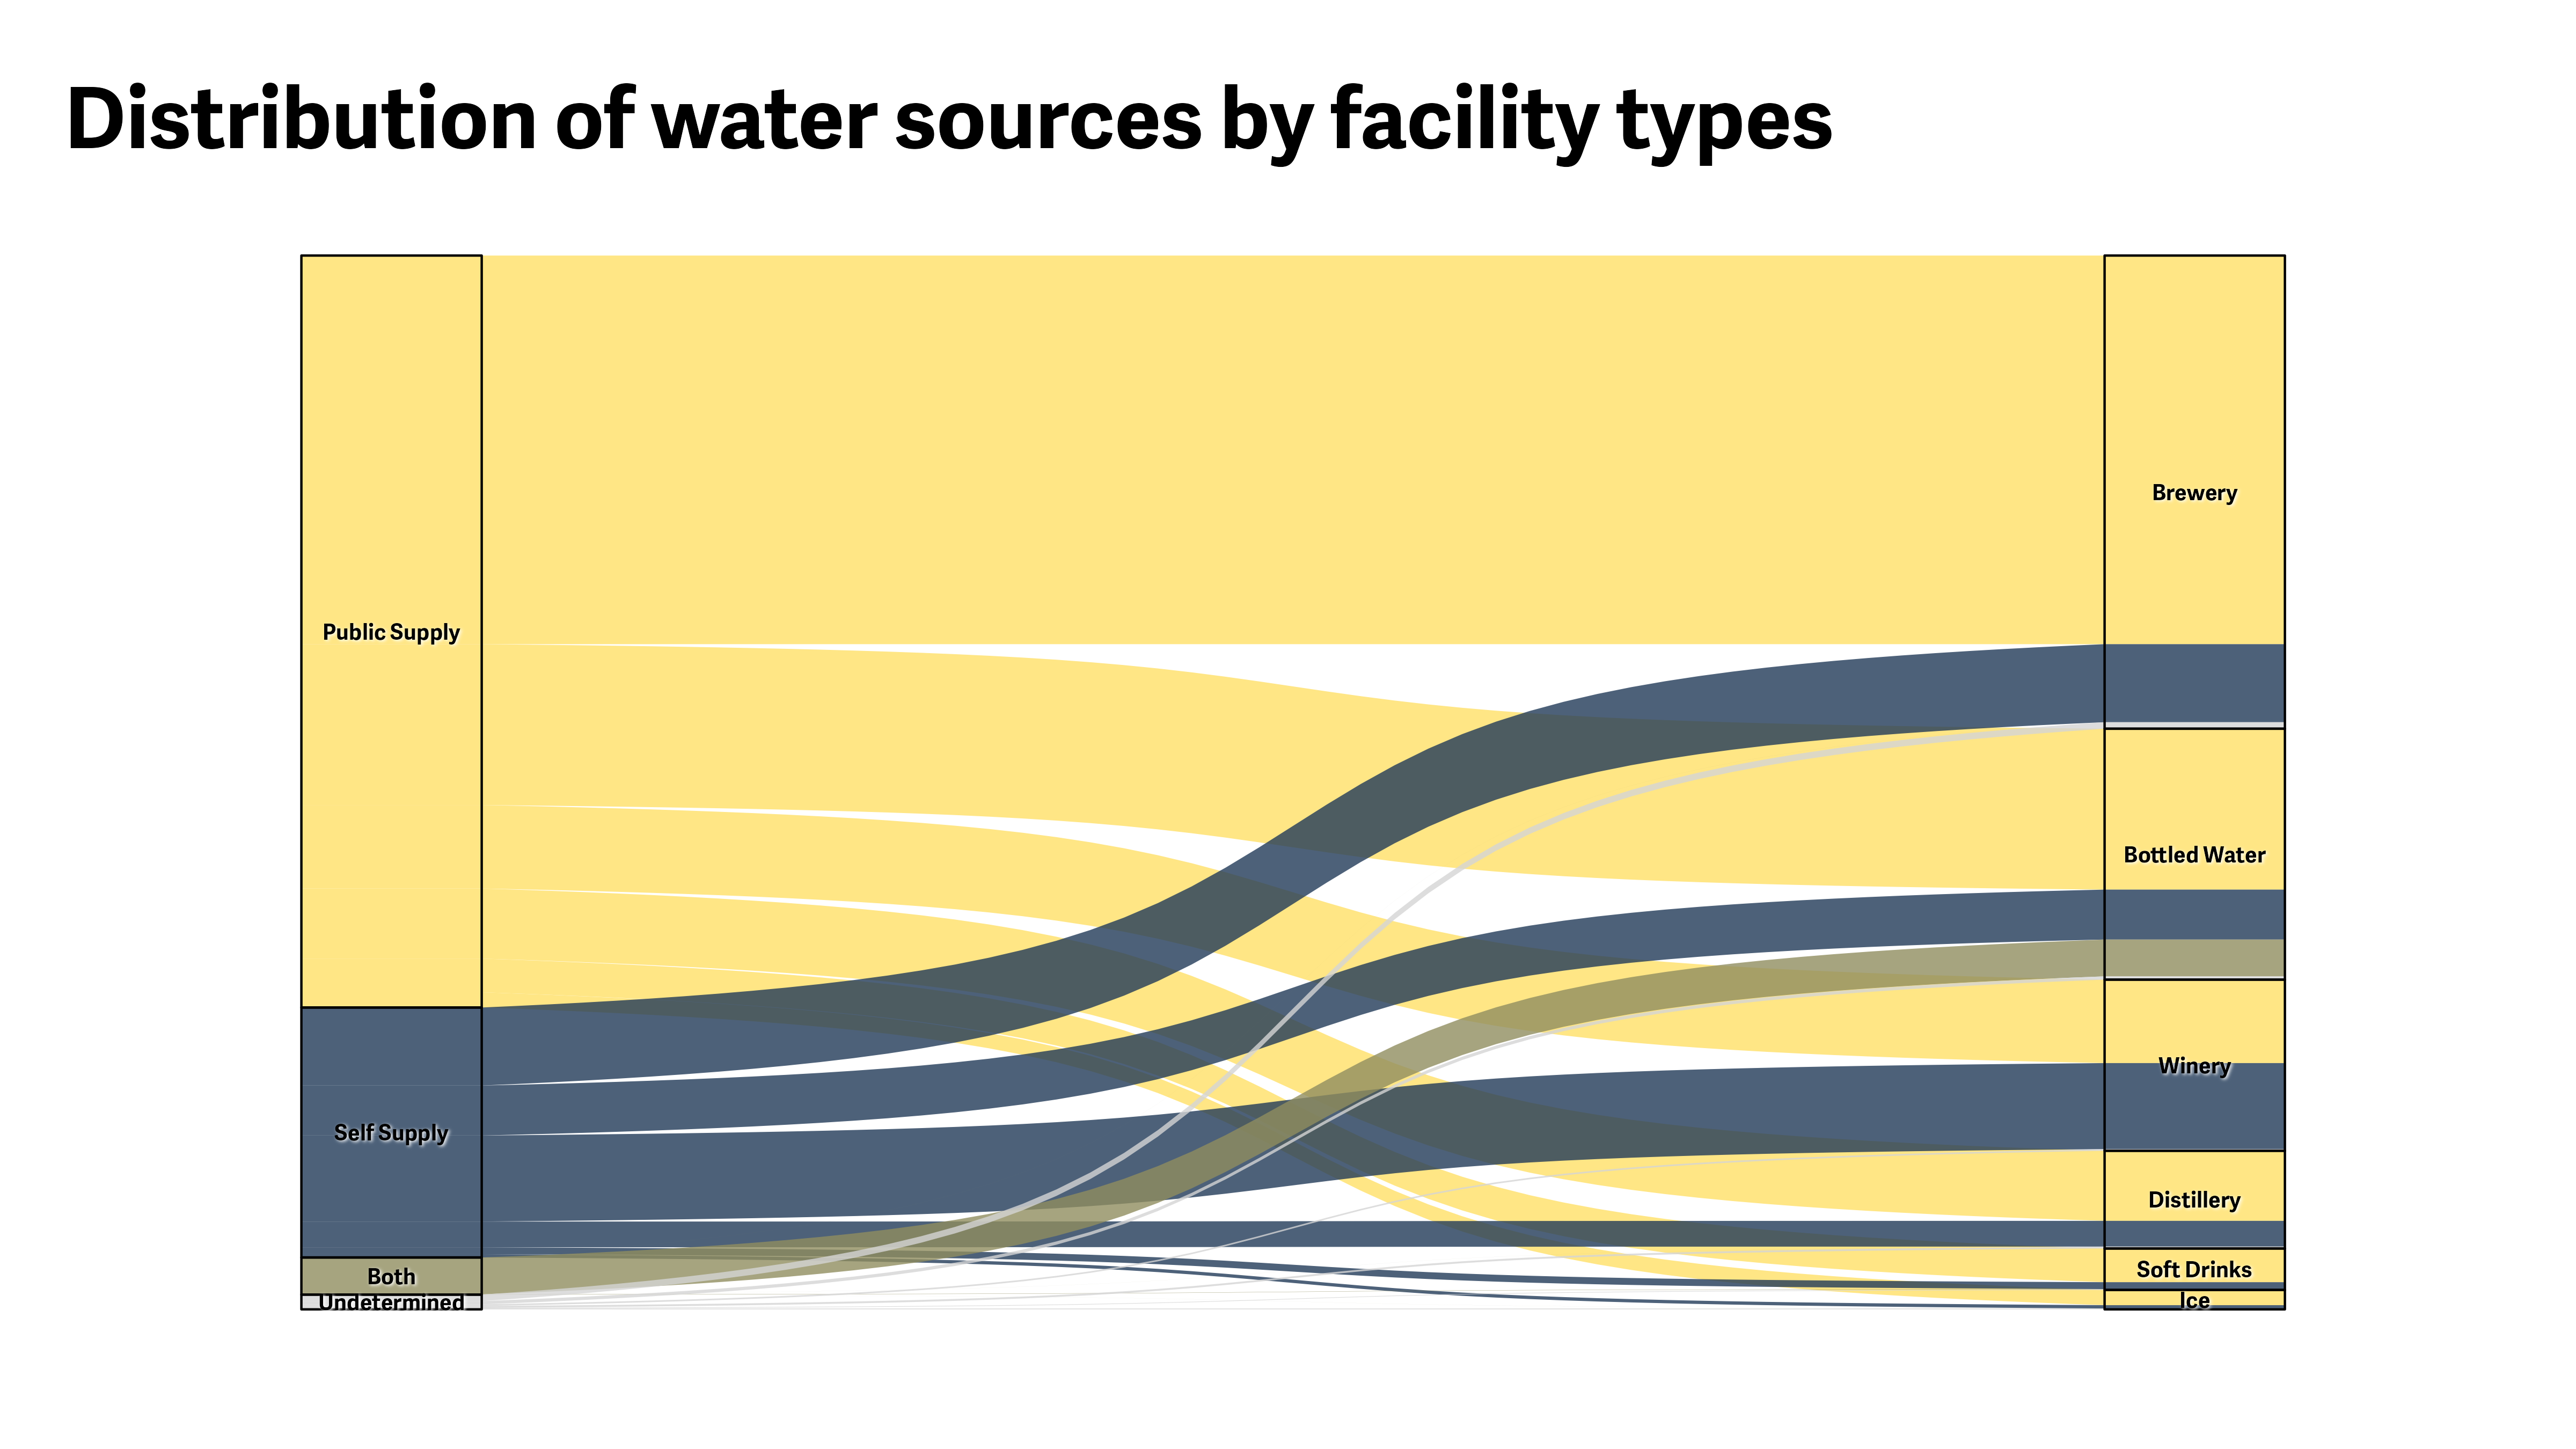 Distribution of water sources by facility types
Public Supply
Self Supply
Both
Undetermined
Brewery
Bottled Water
Winery
Distillery
Soft Drinks
Ice